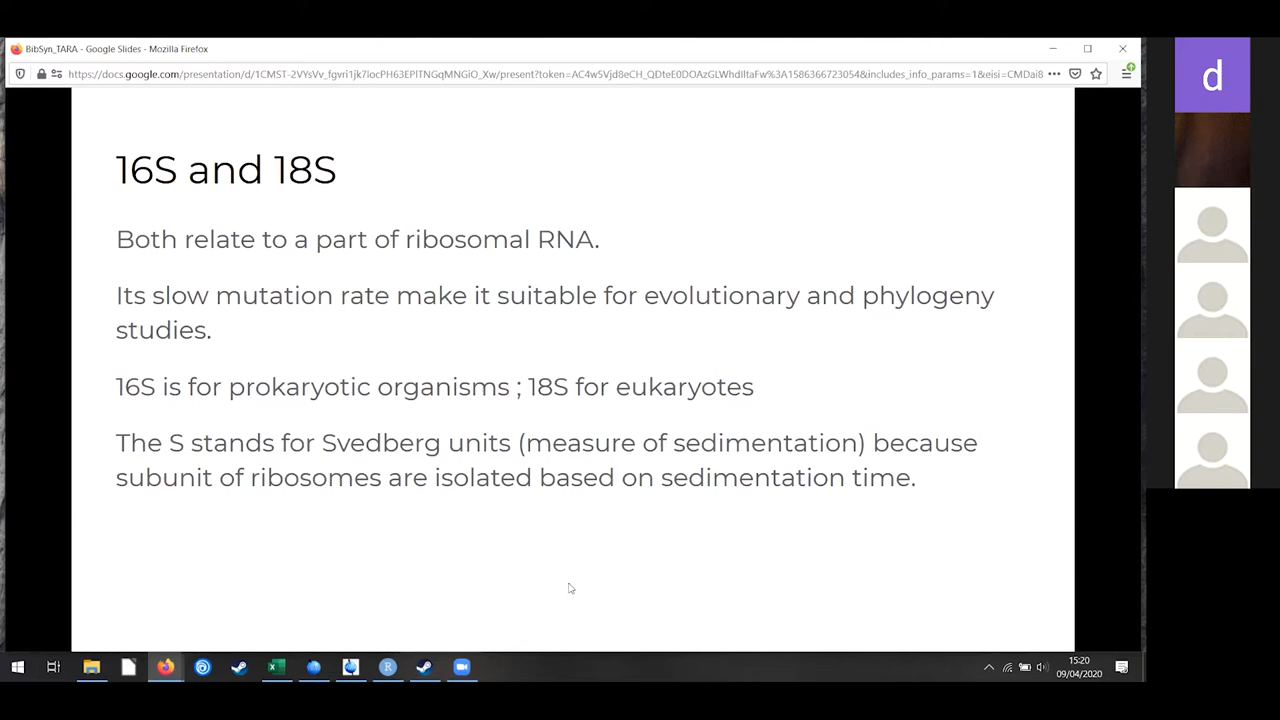 BibSyn_TARA - Google Slides - Mozilla Firefox
d
16S and 18S
Both relate to a part of ribosomal RNA.
Its slow mutation rate make it suitable for evolutionary and phylogeny
studies.
16S is for prokaryotic organisms ; 18S for eukaryotes
The S stands for Svedberg units (measure of sedimentation) because
subunit of ribosomes are isolated based on sedimentation time.
15:20
09/04/2020